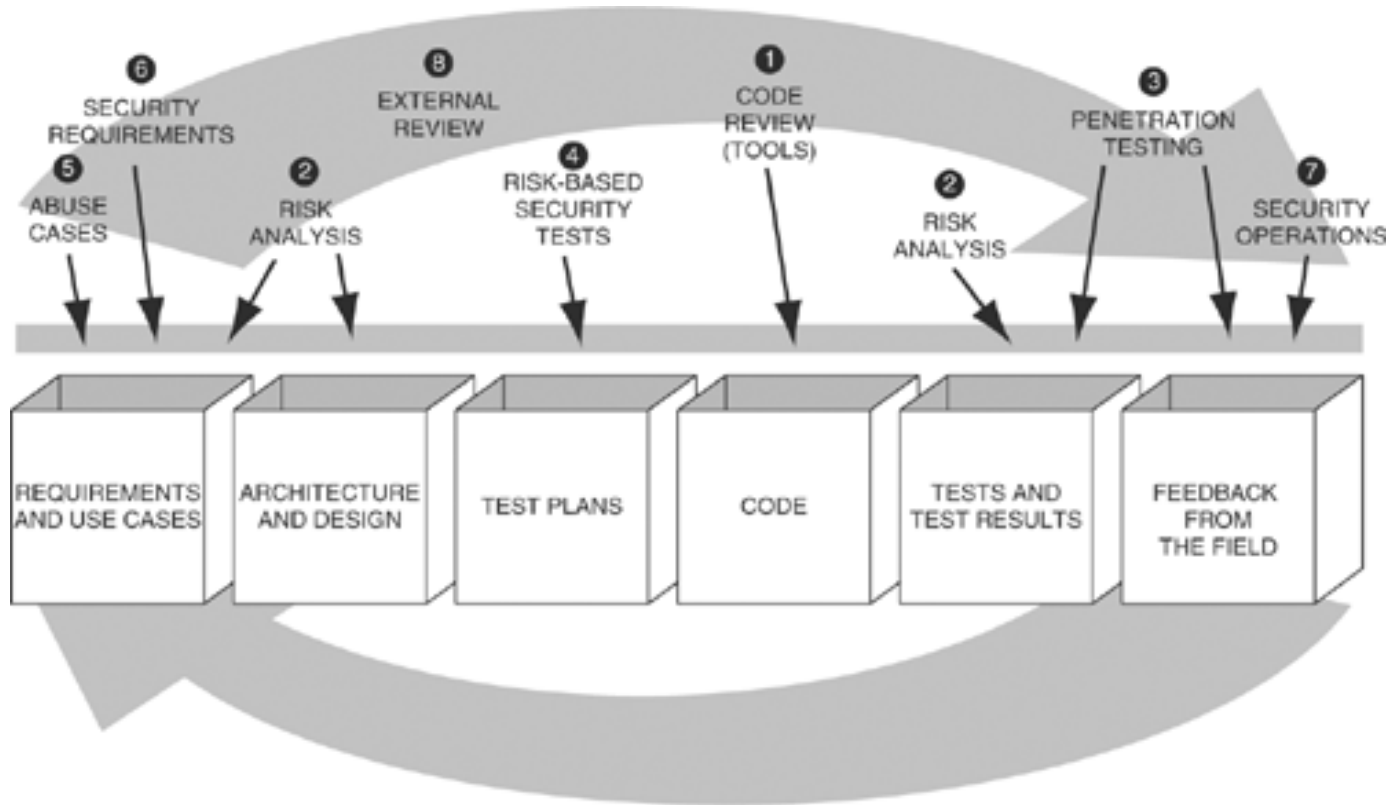 6
SECURITY
REQUIREMENTS
5
ABUSE
CASES
2
RISK
ANALYSIS
8
EXTERNAL
REVIEW
4
RISK-BASED
SECURITY
TESTS
1
CODE
REVIEW
(TOOLS)
2
RISK
ANALYSIS
3
PENETRATION
TESTING
7
SECURITY
OPERATIONS
REQUIREMENTS
AND USE CASES
ARCHITECTURE
AND DESIGN
TEST PLANS
CODE
TESTS AND
TEST RESULTS
FEEDBACK
FROM
THE FIELD